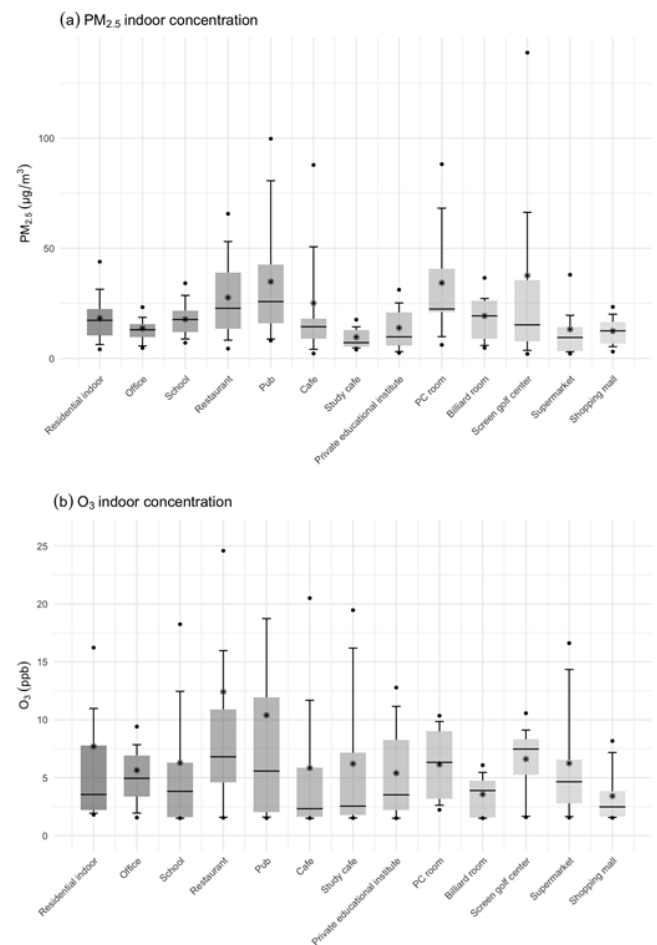 (a) PM2.5 indoor concentration
PM2.5 (μg/m³)
100
50
0
Residential indoor
Office
School
Restaurant
Pub
Cafe
Study cafe
Private educational institute
PC room
Billiard room
Screen golf center
Supermarket
Shopping mall
(b) O3 indoor concentration
O3 (ppb)
25
20
15
10
5
0
Residential indoor
Office
School
Restaurant
Pub
Cafe
Study cafe
Private educational institute
PC room
Billiard room
Screen golf center
Supermarket
Shopping mall